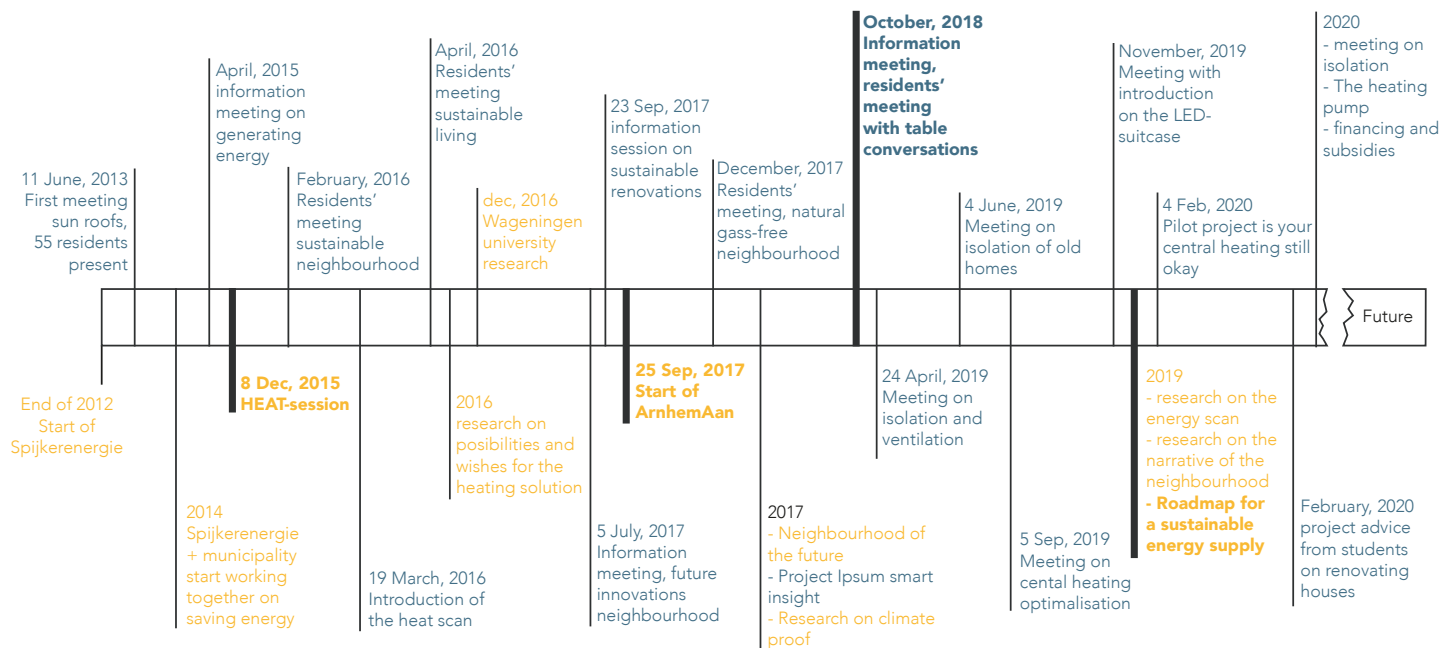 11 June, 2013
First meeting
sun roofs,
55 residents
present
April, 2015
information
meeting on
generating
energy
February, 2016
Residents’
meeting
sustainable
neighbourhood
April, 2016
Residents’
meeting
sustainable
living
dec, 2016
Wageningen
university
research
23 Sep, 2017
information
session on
sustainable
renovations
December, 2017
Residents’
meeting, natural
gass-free
neighbourhood
October, 2018
Information
meeting,
residents’
meeting
with table
conversations
4 June, 2019
Meeting on
isolation of old
homes
November, 2019
Meeting with
introduction
on the LED-
suitcase
4 Feb, 2020
Pilot project is your
central heating still
okay
2020
- meeting on
isolation
- The heating
pump
- financing and
subsidies
Future
End of 2012
Start of
Spijkerenergie
2014
Spijkerenergie
+ municipality
start working
together on
saving energy
8 Dec, 2015
HEAT-session
19 March, 2016
Introduction of
the heat scan
2016
research on
posibilities and
wishes for the
heating solution
5 July, 2017
Information
meeting, future
innovations
neighbourhood
25 Sep, 2017
Start of
ArnhemAan
2017
- Neighbourhood of
the future
- Project Ipsum smart
insight
- Research on climate
proof
24 April, 2019
Meeting on
isolation and
ventilation
5 Sep, 2019
Meeting on
cental heating
optimalisation
2019
- research on the
energy scan
- research on the
narrative of the
neighbourhood
- Roadmap for
a sustainable
energy supply
February, 2020
project advice
from students
on renovating
houses